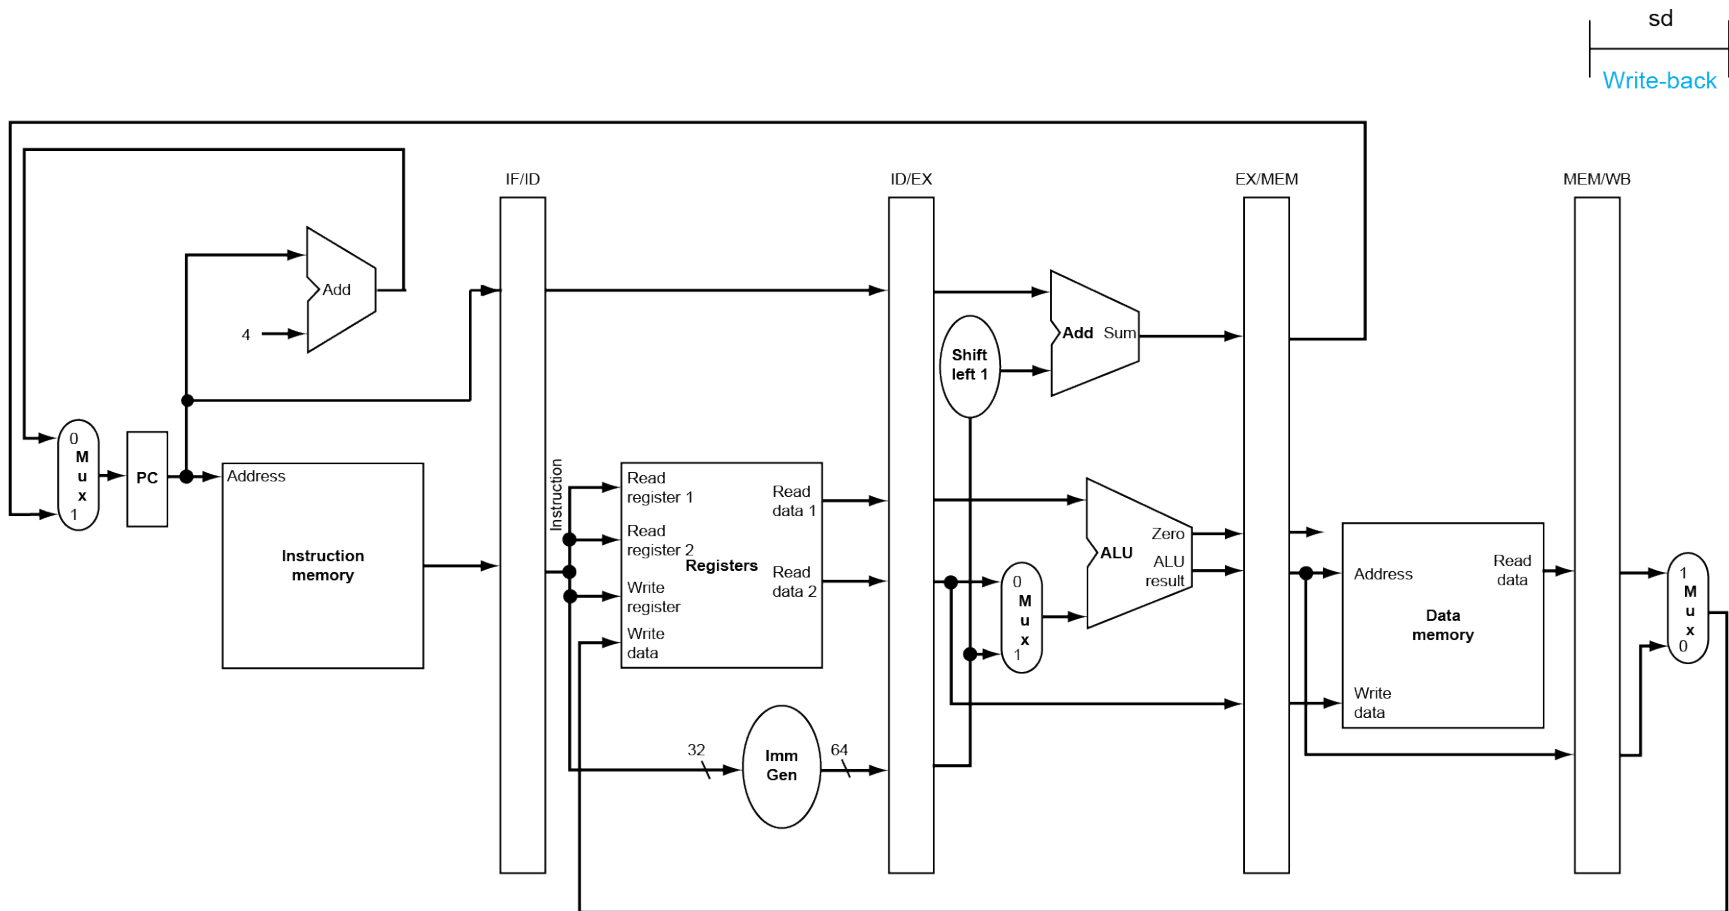 sd
Write-back
IF/ID
ID/EX
EX/MEM
MEM/WB
Add
4
Add Sum
Shift
left 1
0
M
u
x
1
PC
Address
Instruction
memory
Instruction
Read
register 1
Read
register 2
Write
register
Write
data
Registers
Read
data 1
Read
data 2
0
M
u
x
1
ALU
Zero
ALU
result
Address
Read
data
Data
memory
Write
data
1
M
u
x
0
32
Imm
Gen
64